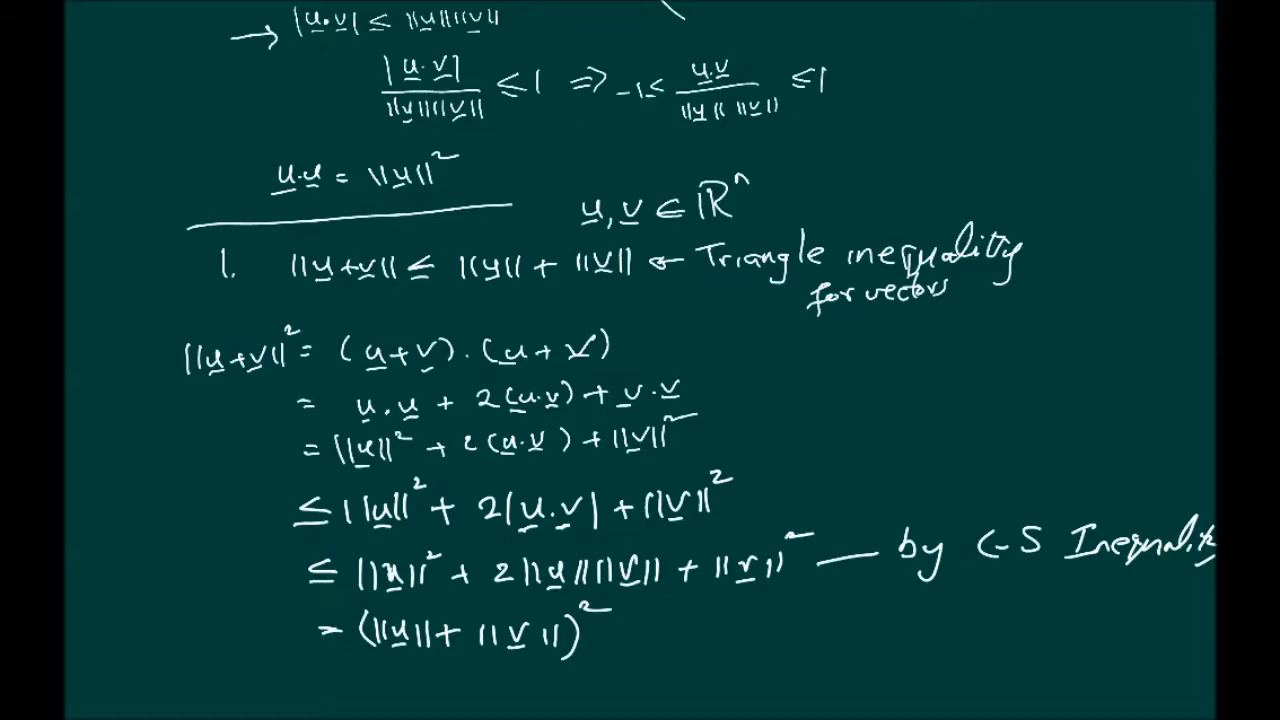 → |u·v| ≤ ||u||||v||
|u·v| / ||u||||v|| ≤ 1 ⇒ -1 ≤ u·v / ||u|| ||v|| ≤ 1
u·u = ||u||²
u, v ∈ ℝⁿ
1. ||u+v|| ≤ ||u|| + ||v|| ← Triangle inequality
for vectors
||u+v||² = (u+v)·(u+v)
= u·u + 2(u·v) + v·v
= ||u||² + 2(u·v) + ||v||²
≤ ||u||² + 2|u·v| + ||v||²
≤ ||u||² + 2||u||||v|| + ||v||² — by C-S Inequality
= (||u|| + ||v||)²